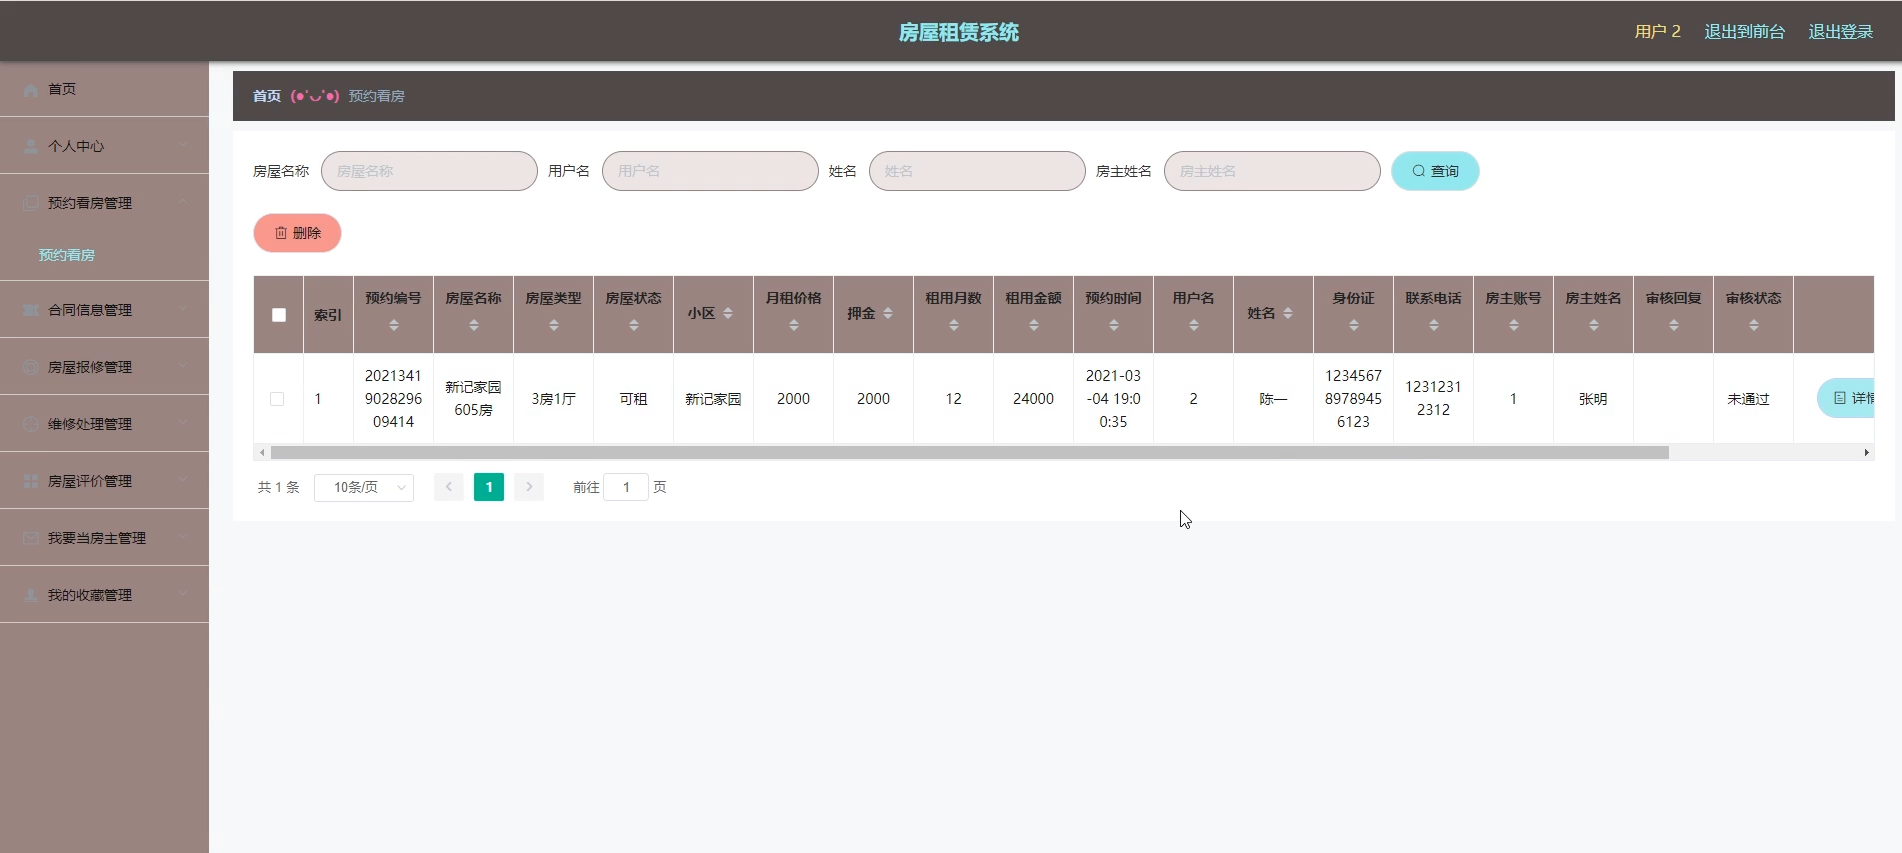 房屋租赁系统
用户 2 退出到前台 退出登录
首页
个人中心
预约看房管理
预约看房
合同信息管理
房屋报修管理
维修处理管理
房屋评价管理
我要当房主管理
我的收藏管理
首页 (●'◡'●) 预约看房
房屋名称 房屋名称 用户名 用户名 姓名 姓名 房主姓名 房主姓名 查询
删除
索引 预约编号 房屋名称 房屋类型 房屋状态 小区 月租价格 押金 租用月数 租用金额 预约时间 用户名 姓名 身份证 联系电话 房主账号 房主姓名 审核回复 审核状态
1 2021341902829609414 新记家园605房 3房1厅 可租 新记家园 2000 2000 12 24000 2021-03-04 19:00:35 2 陈一 123456789789456123 12312312312 1 张明 未通过 详情
共 1 条 10条/页 1 前往 1 页